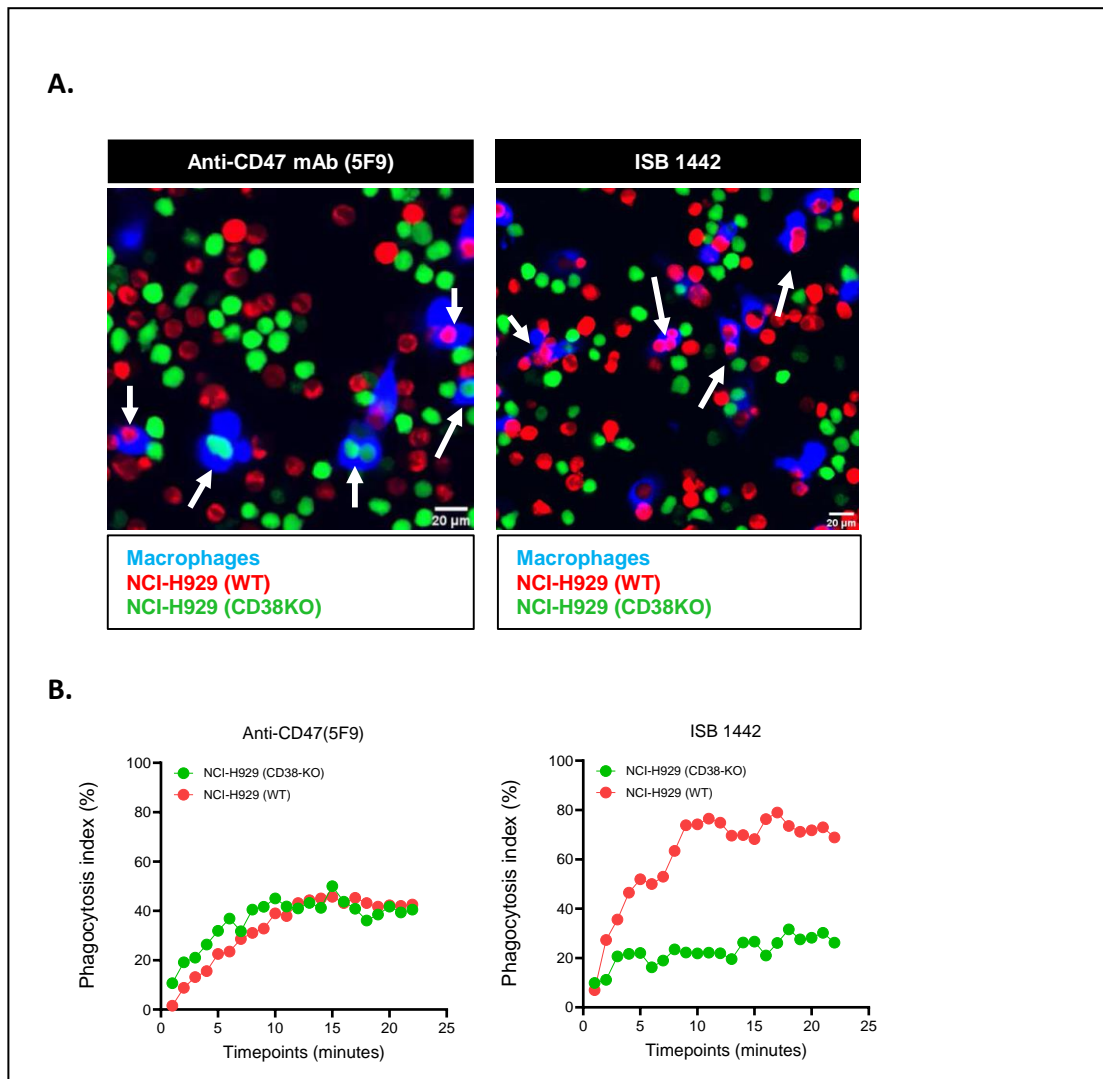 A.
Anti-CD47 mAb (5F9)
ISB 1442
20 µm
20 µm
Macrophages
NCI-H929 (WT)
NCI-H929 (CD38KO)
Macrophages
NCI-H929 (WT)
NCI-H929 (CD38KO)
B.
Anti-CD47(5F9)
100
80
60
40
20
0
Phagocytosis index (%)
NCI-H929 (CD38-KO)
NCI-H929 (WT)
0 5 10 15 20 25
Timepoints (minutes)
ISB 1442
100
80
60
40
20
0
Phagocytosis index (%)
NCI-H929 (CD38-KO)
NCI-H929 (WT)
0 5 10 15 20 25
Timepoints (minutes)